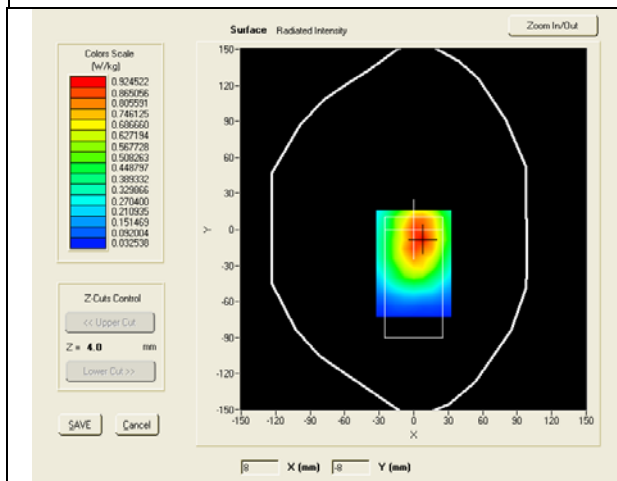 Surface Radiated Intensity
Zoom In/Out
Colors Scale
(W/kg)
0.924522
0.865056
0.805591
0.746125
0.686660
0.627194
0.567728
0.508263
0.448797
0.389332
0.329866
0.270400
0.210935
0.151469
0.092004
0.032538
Z-Cuts Control
<< Upper Cut
Z = 4.0 mm
Lower Cut >>
SAVE Cancel
150-
120-
90-
60-
30-
Y 0-
-30-
-60-
-90-
-120-
-150-
-150 -120 -90 -60 -30 0 30 60 90 120 150
X
8 X (mm) -8 Y (mm)